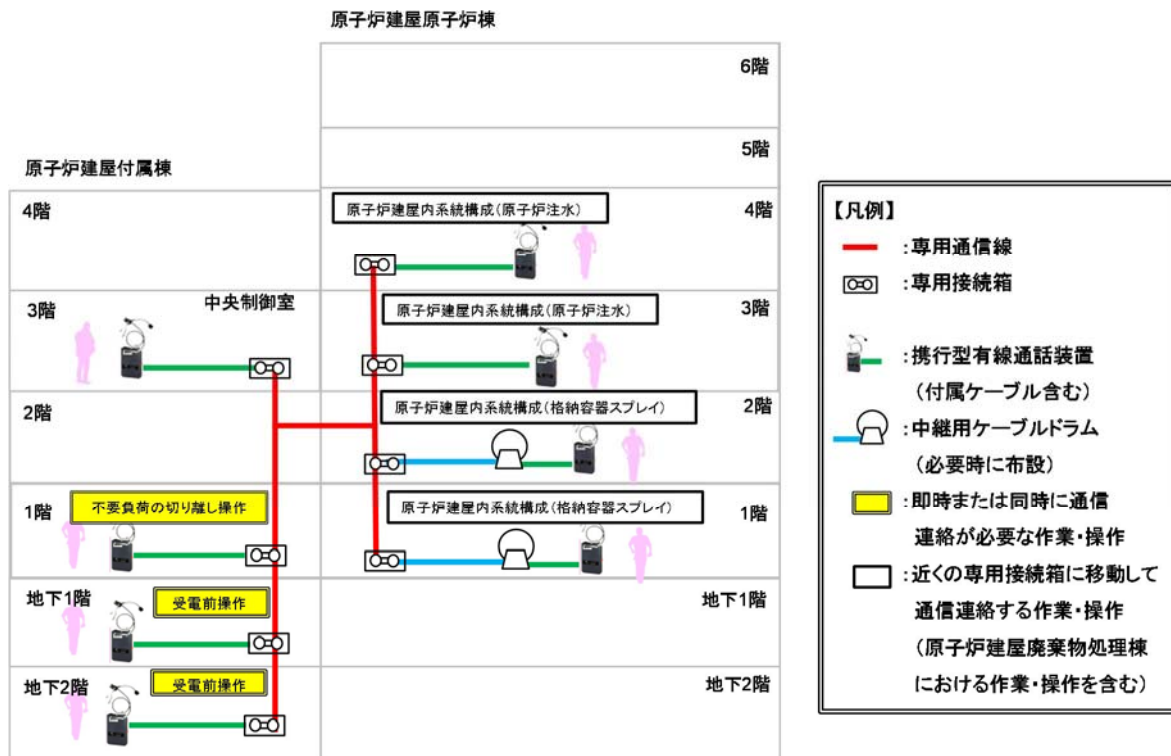 原子炉建屋原子炉棟
6階
5階
原子炉建屋付属棟
4階
原子炉建屋内系統構成(原子炉注水)
4階
3階
中央制御室
原子炉建屋内系統構成(原子炉注水)
3階
2階
原子炉建屋内系統構成(格納容器スプレイ)
2階
1階
不要負荷の切り離し操作
原子炉建屋内系統構成(格納容器スプレイ)
1階
地下1階
受電前操作
地下1階
地下2階
受電前操作
地下2階
【凡例】
:専用通信線
:専用接続箱
:携行型有線通話装置
(付属ケーブル含む)
:中継用ケーブルドラム
(必要時に布設)
:即時または同時に通信
連絡が必要な作業・操作
:近くの専用接続箱に移動して
通信連絡する作業・操作
(原子炉建屋廃棄物処理棟
における作業・操作を含む)